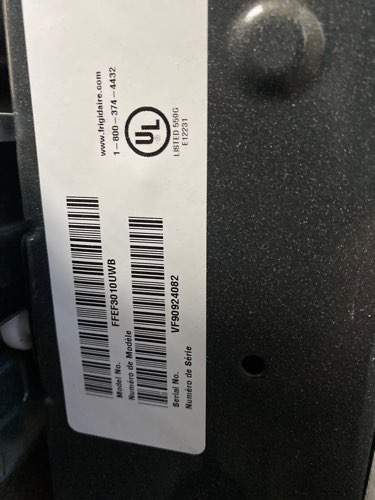 www.frigidaire.com
1-800-374-4432
UL
®
LISTED 559G
E12231
FFEF3010UWB
Model No.
Numéro de Modèle
VF90924082
Serial No.
Numéro de Série